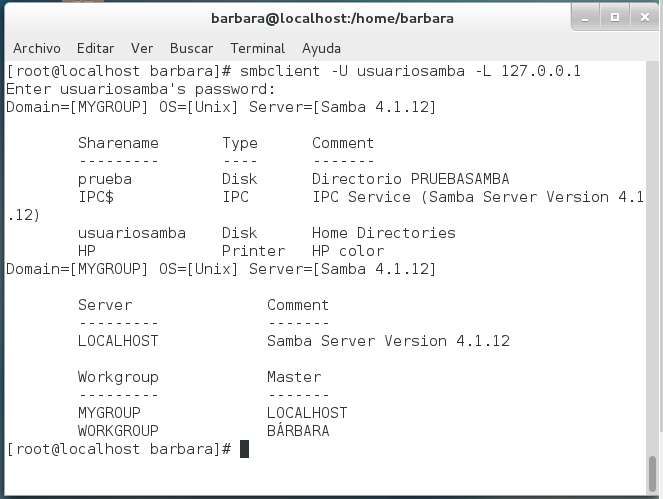 barbara@localhost:/home/barbara
Archivo Editar Ver Buscar Terminal Ayuda
[root@localhost barbara]# smbclient -U usuariosamba -L 127.0.0.1
Enter usuariosamba's password:
Domain=[MYGROUP] OS=[Unix] Server=[Samba 4.1.12]
Sharename Type Comment
--------- ---- -------
prueba Disk Directorio PRUEBASAMBA
IPC$ IPC IPC Service (Samba Server Version 4.1
.12)
usuariosamba Disk Home Directories
HP Printer HP color
Domain=[MYGROUP] OS=[Unix] Server=[Samba 4.1.12]
Server Comment
--------- -------
LOCALHOST Samba Server Version 4.1.12
Workgroup Master
--------- -------
MYGROUP LOCALHOST
WORKGROUP BÁRBARA
[root@localhost barbara]#